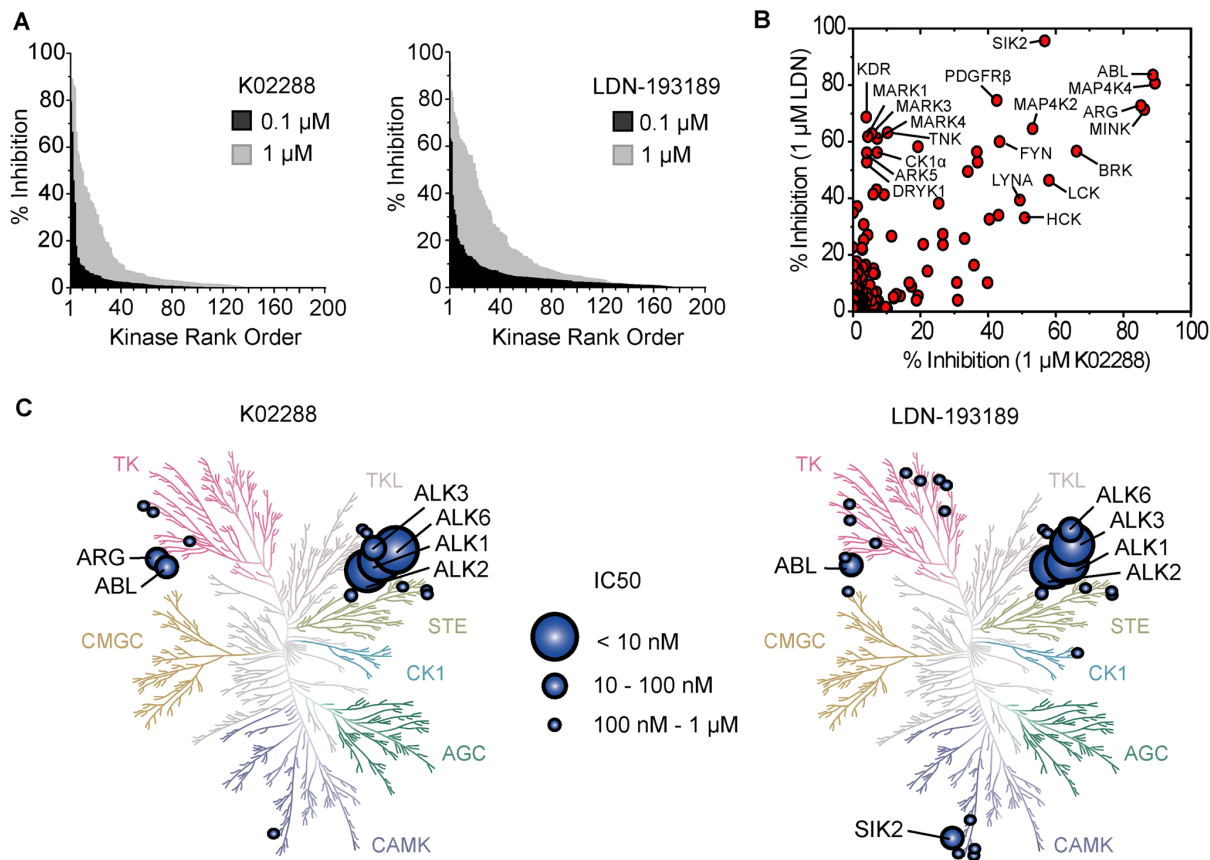 A
K02288
0.1 µM
1 µM
% Inhibition
100
80
60
40
20
0
1
40
80
120
160
200
Kinase Rank Order
LDN-193189
0.1 µM
1 µM
% Inhibition
100
80
60
40
20
0
1
40
80
120
160
200
Kinase Rank Order
B
% Inhibition (1 µM LDN)
100
80
60
40
20
0
SIK2
KDR
MARK1
MARK3
MARK4
TNK
CK1α
ARK5
DRYK1
PDGFRβ
MAP4K2
FYN
LYNA
ABL
MAP4K4
ARG
MINK
BRK
LCK
HCK
0
20
40
60
80
100
% Inhibition (1 µM K02288)
C
K02288
TK
TKL
ALK3
ALK6
ALK1
ALK2
ARG
ABL
CMGC
STE
CK1
AGC
CAMK
IC50
< 10 nM
10 - 100 nM
100 nM - 1 µM
LDN-193189
TK
TKL
ALK6
ALK3
ALK1
ALK2
ABL
CMGC
STE
CK1
AGC
SIK2
CAMK